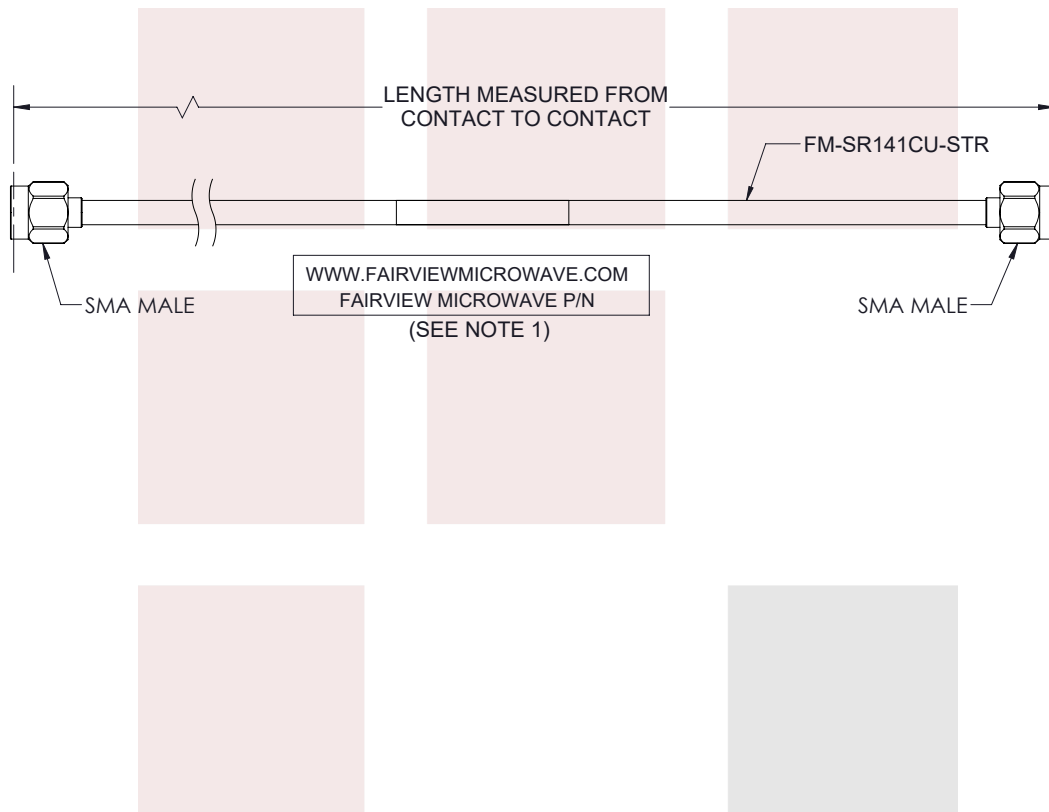 LENGTH MEASURED FROM
CONTACT TO CONTACT
FM-SR141CU-STR
SMA MALE
WWW.FAIRVIEWMICROWAVE.COM
FAIRVIEW MICROWAVE P/N
(SEE NOTE 1)
SMA MALE